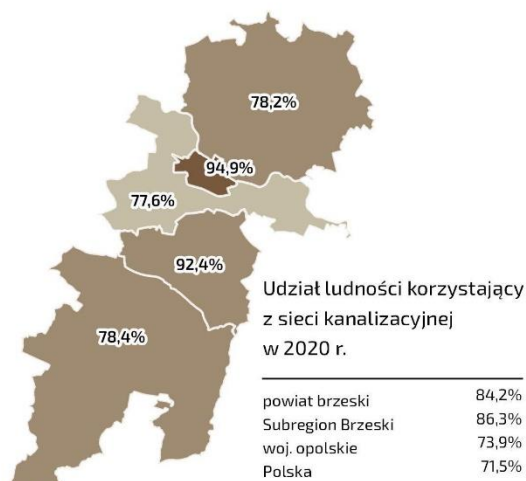 78,2%
94,9%
77,6%
92,4%
78,4%
Udział ludności korzystający
z sieci kanalizacyjnej
w 2020 r.
powiat brzeski 84,2%
Subregion Brzeski 86,3%
woj. opolskie 73,9%
Polska 71,5%